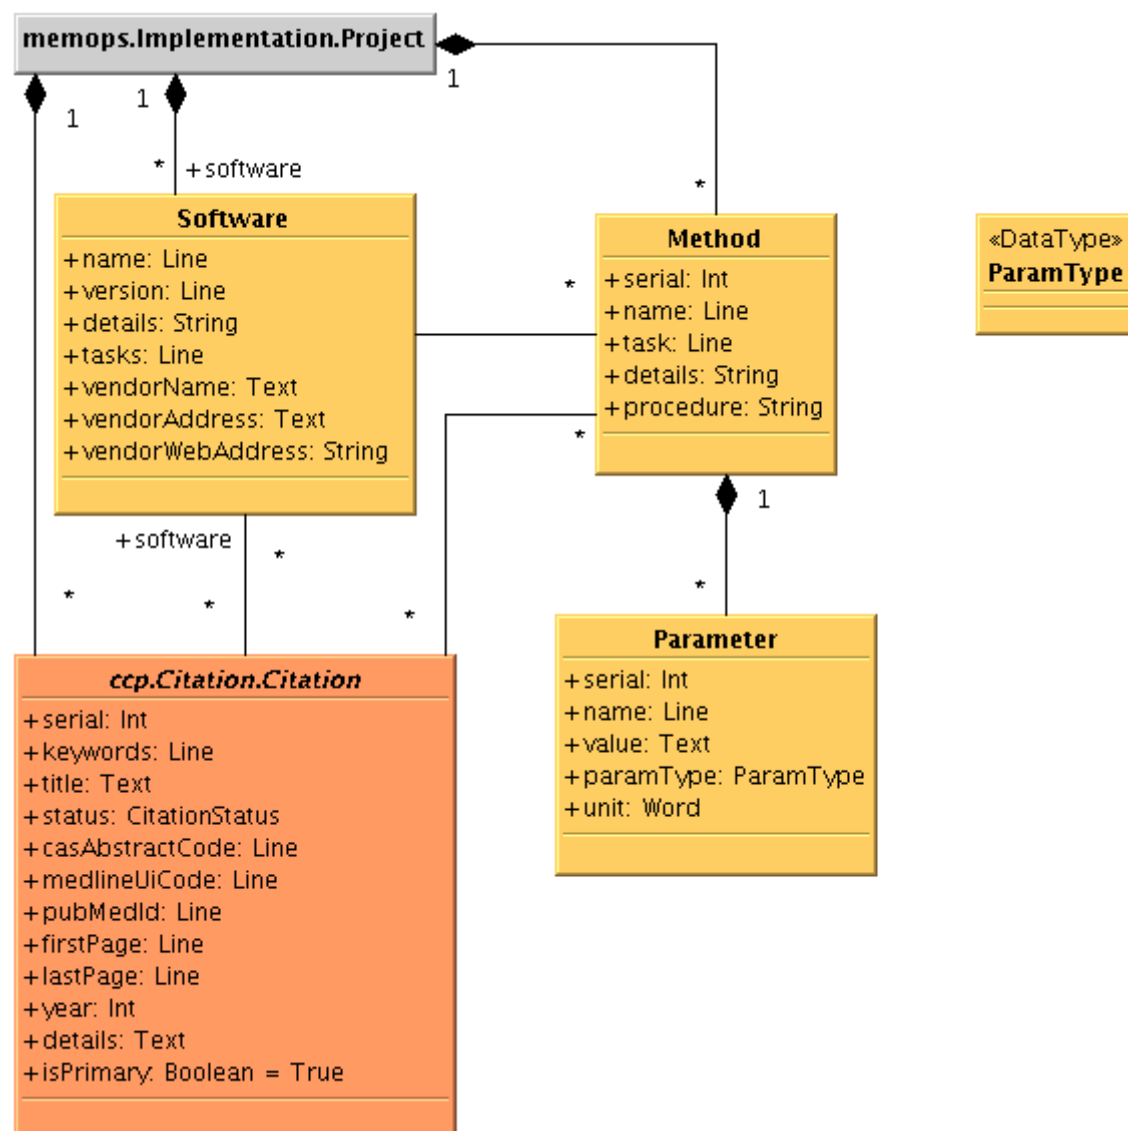 memops.Implementation.Project
1
1
1
*
+software
*
Software
+name: Line
+version: Line
+details: String
+tasks: Line
+vendorName: Text
+vendorAddress: Text
+vendorWebAddress: String
*
Method
+serial: Int
+name: Line
+task: Line
+details: String
+procedure: String
*
«DataType»
ParamType
+software
*
*
*
*
1
*
Parameter
+serial: Int
+name: Line
+value: Text
+paramType: ParamType
+unit: Word
ccp.Citation.Citation
+serial: Int
+keywords: Line
+title: Text
+status: CitationStatus
+casAbstractCode: Line
+medlineUiCode: Line
+pubMedId: Line
+firstPage: Line
+lastPage: Line
+year: Int
+details: Text
+isPrimary: Boolean = True